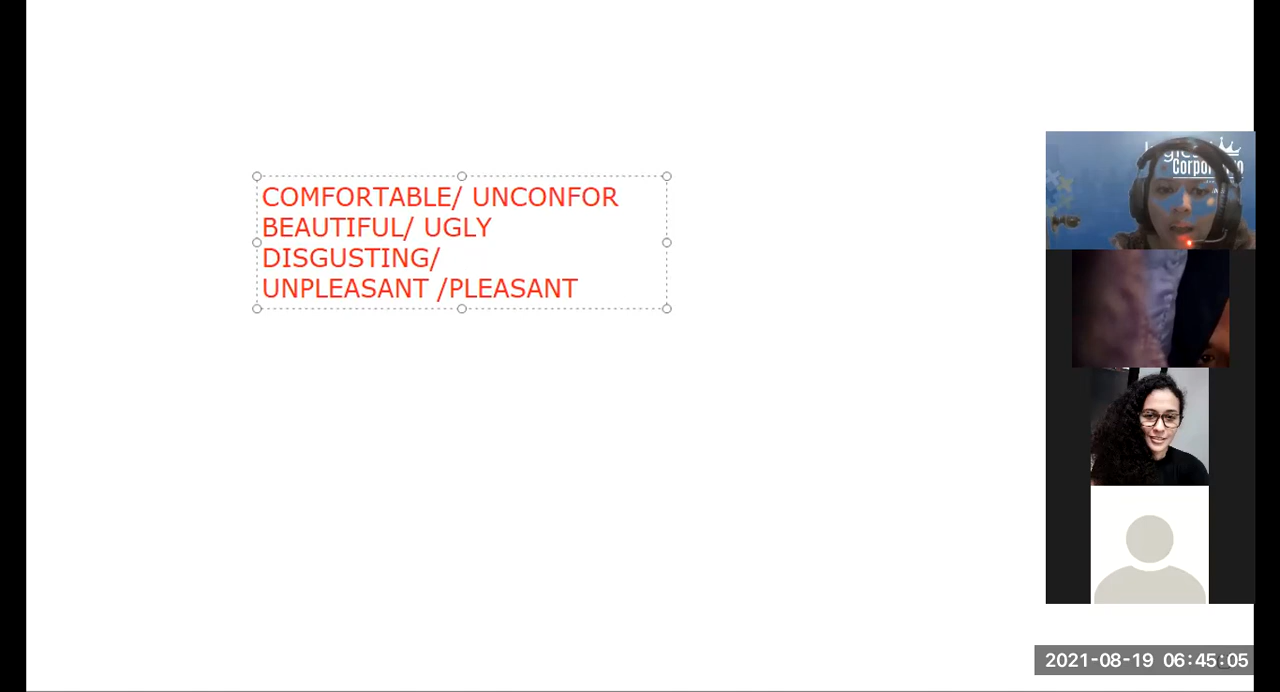 COMFORTABLE/ UNCONFOR
BEAUTIFUL/ UGLY
DISGUSTING/
UNPLEASANT /PLEASANT
2021-08-19 06:45:05